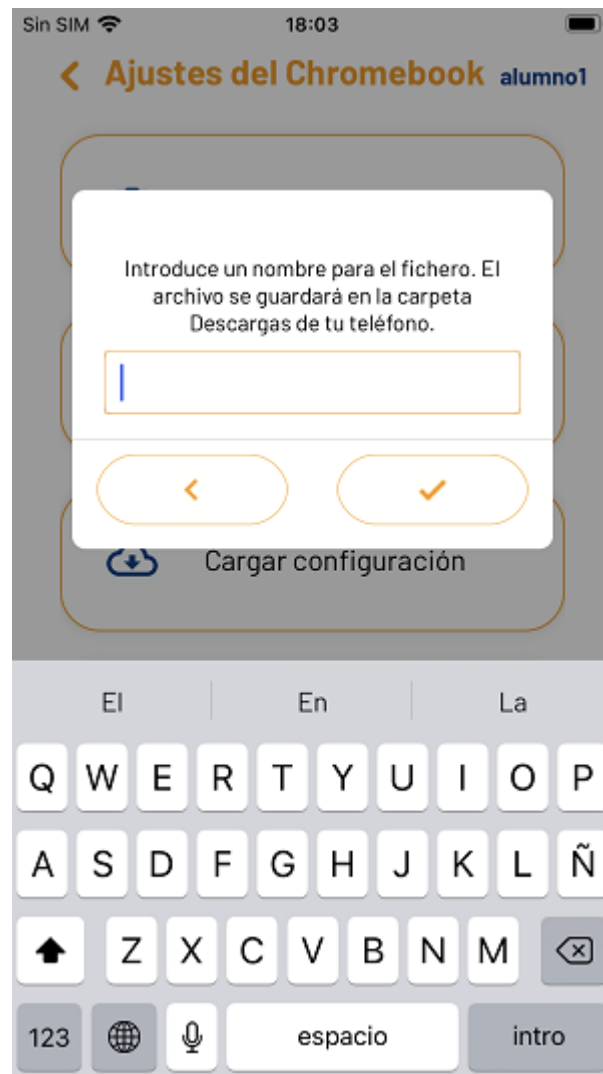 Sin SIM 18:03
Ajustes del Chromebook alumno1
Introduce un nombre para el fichero. El
archivo se guardará en la carpeta
Descargas de tu teléfono.
Cargar configuración
El En La
Q W E R T Y U I O P
A S D F G H J K L Ñ
Z X C V B N M
123 espacio intro